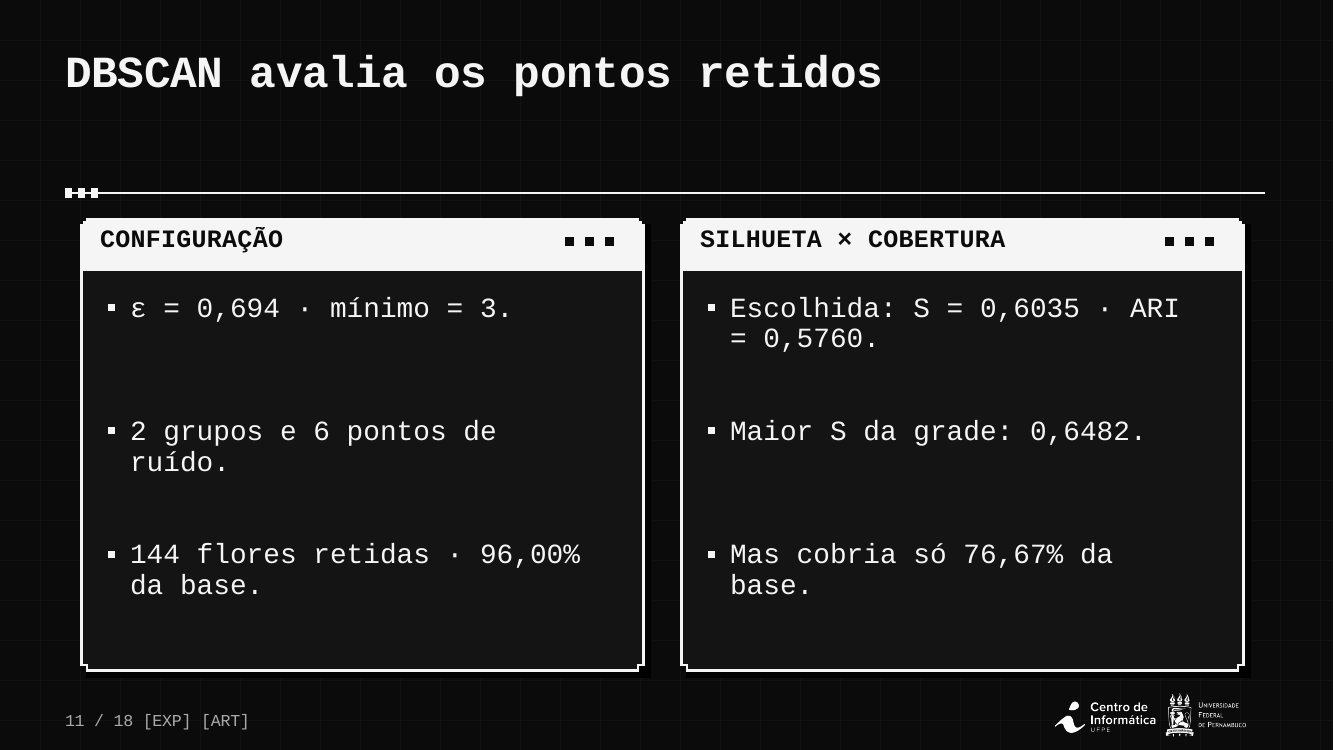 DBSCAN avalia os pontos retidos
CONFIGURAÇÃO
▪ ε = 0,694 · mínimo = 3.
▪ 2 grupos e 6 pontos de
ruído.
▪ 144 flores retidas · 96,00%
da base.
SILHUETA × COBERTURA
▪ Escolhida: S = 0,6035 · ARI
= 0,5760.
▪ Maior S da grade: 0,6482.
▪ Mas cobria só 76,67% da
base.
11 / 18 [EXP] [ART]
Centro de
Informática
UFPE
UNIVERSIDADE
FEDERAL
DE PERNAMBUCO